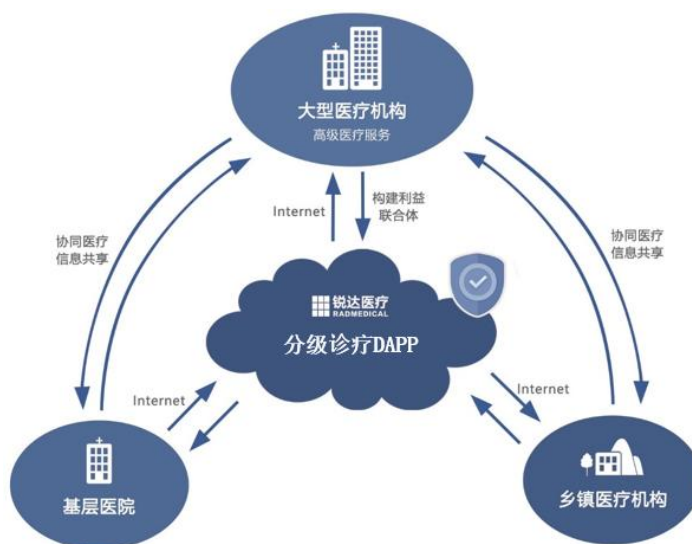 大型医疗机构
高级医疗服务
Internet
构建利益
联合体
协同医疗
信息共享
协同医疗
信息共享
锐达医疗
RADMEDICAL
分级诊疗DAPP
Internet
Internet
基层医院
乡镇医疗机构